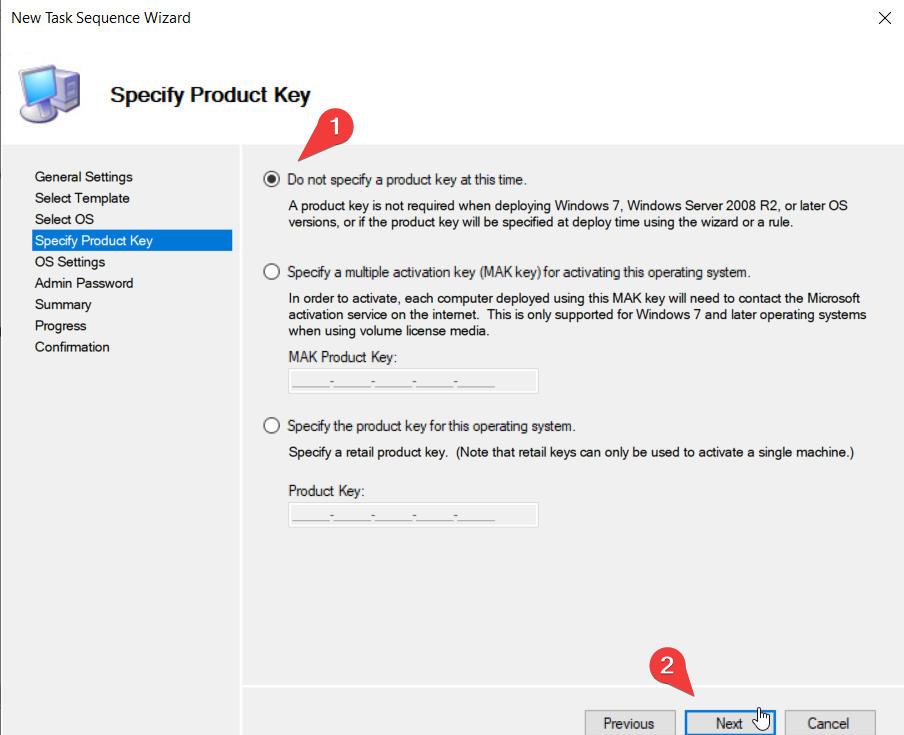 New Task Sequence Wizard
Specify Product Key
1
General Settings
Select Template
Select OS
Specify Product Key
OS Settings
Admin Password
Summary
Progress
Confirmation
Do not specify a product key at this time.
A product key is not required when deploying Windows 7, Windows Server 2008 R2, or later OS
versions, or if the product key will be specified at deploy time using the wizard or a rule.
Specify a multiple activation key (MAK key) for activating this operating system.
In order to activate, each computer deployed using this MAK key will need to contact the Microsoft
activation service on the internet.  This is only supported for Windows 7 and later operating systems
when using volume license media.
MAK Product Key:
_____-_____-_____-_____-_____
Specify the product key for this operating system.
Specify a retail product key.  (Note that retail keys can only be used to activate a single machine.)
Product Key:
_____-_____-_____-_____-_____
2
Previous
Next
Cancel